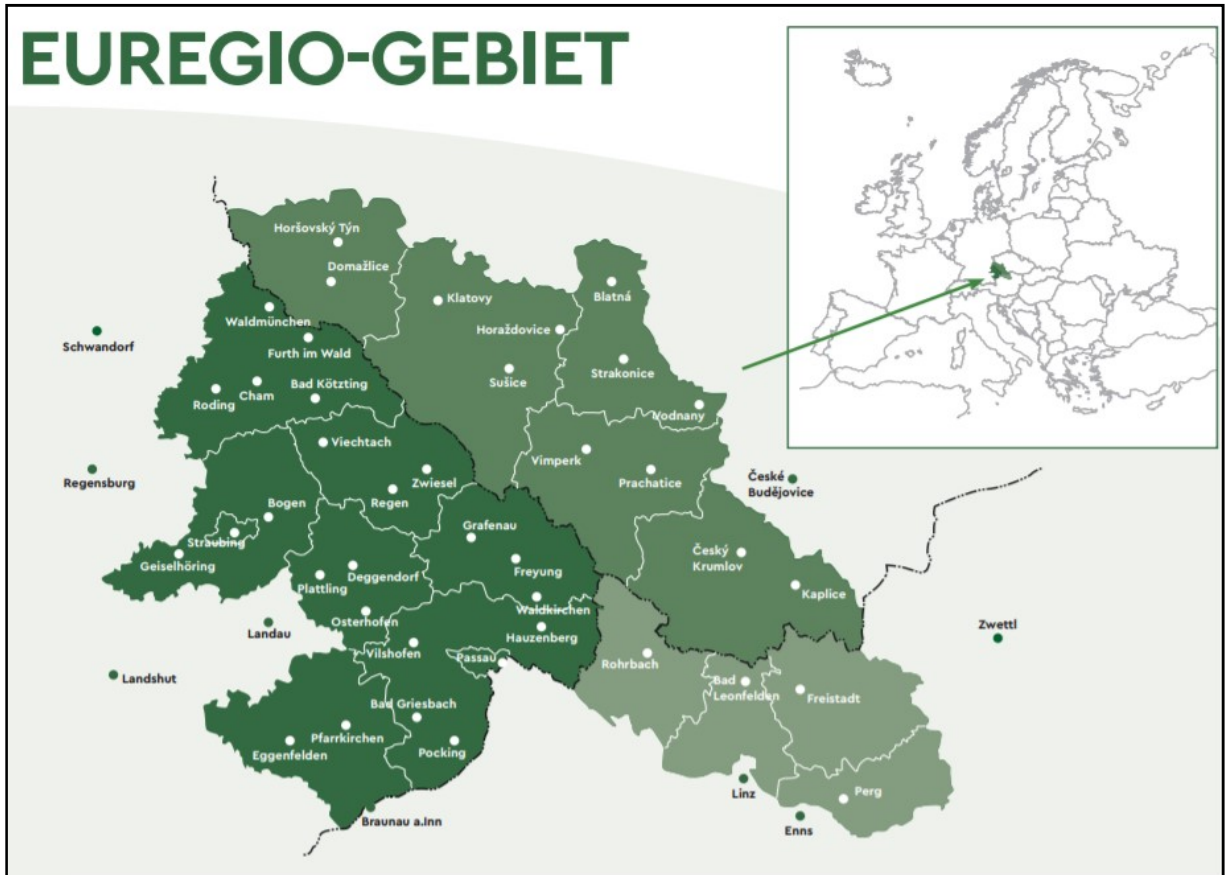 EUREGIO-GEBIET
Horšovský Týn
Domažlice
Klatovy
Blatná
Waldmünchen
Horaždovice
Schwandorf
Furth im Wald
Strakonice
Sušice
Cham
Bad Kötzting
Roding
Vodnany
Viechtach
Vimperk
Regensburg
Zwiesel
Prachatice
České
Budějovice
Regen
Bogen
Grafenau
Straubing
Geiselhöring
Český
Krumlov
Freyung
Deggendorf
Plattling
Kaplice
Waldkirchen
Osterhofen
Landau
Hauzenberg
Zwettl
Vilshofen
Passau
Rohrbach
Landshut
Bad
Leonfelden
Freistadt
Bad Griesbach
Pfarrkirchen
Eggenfelden
Pocking
Linz
Perg
Braunau a.Inn
Enns